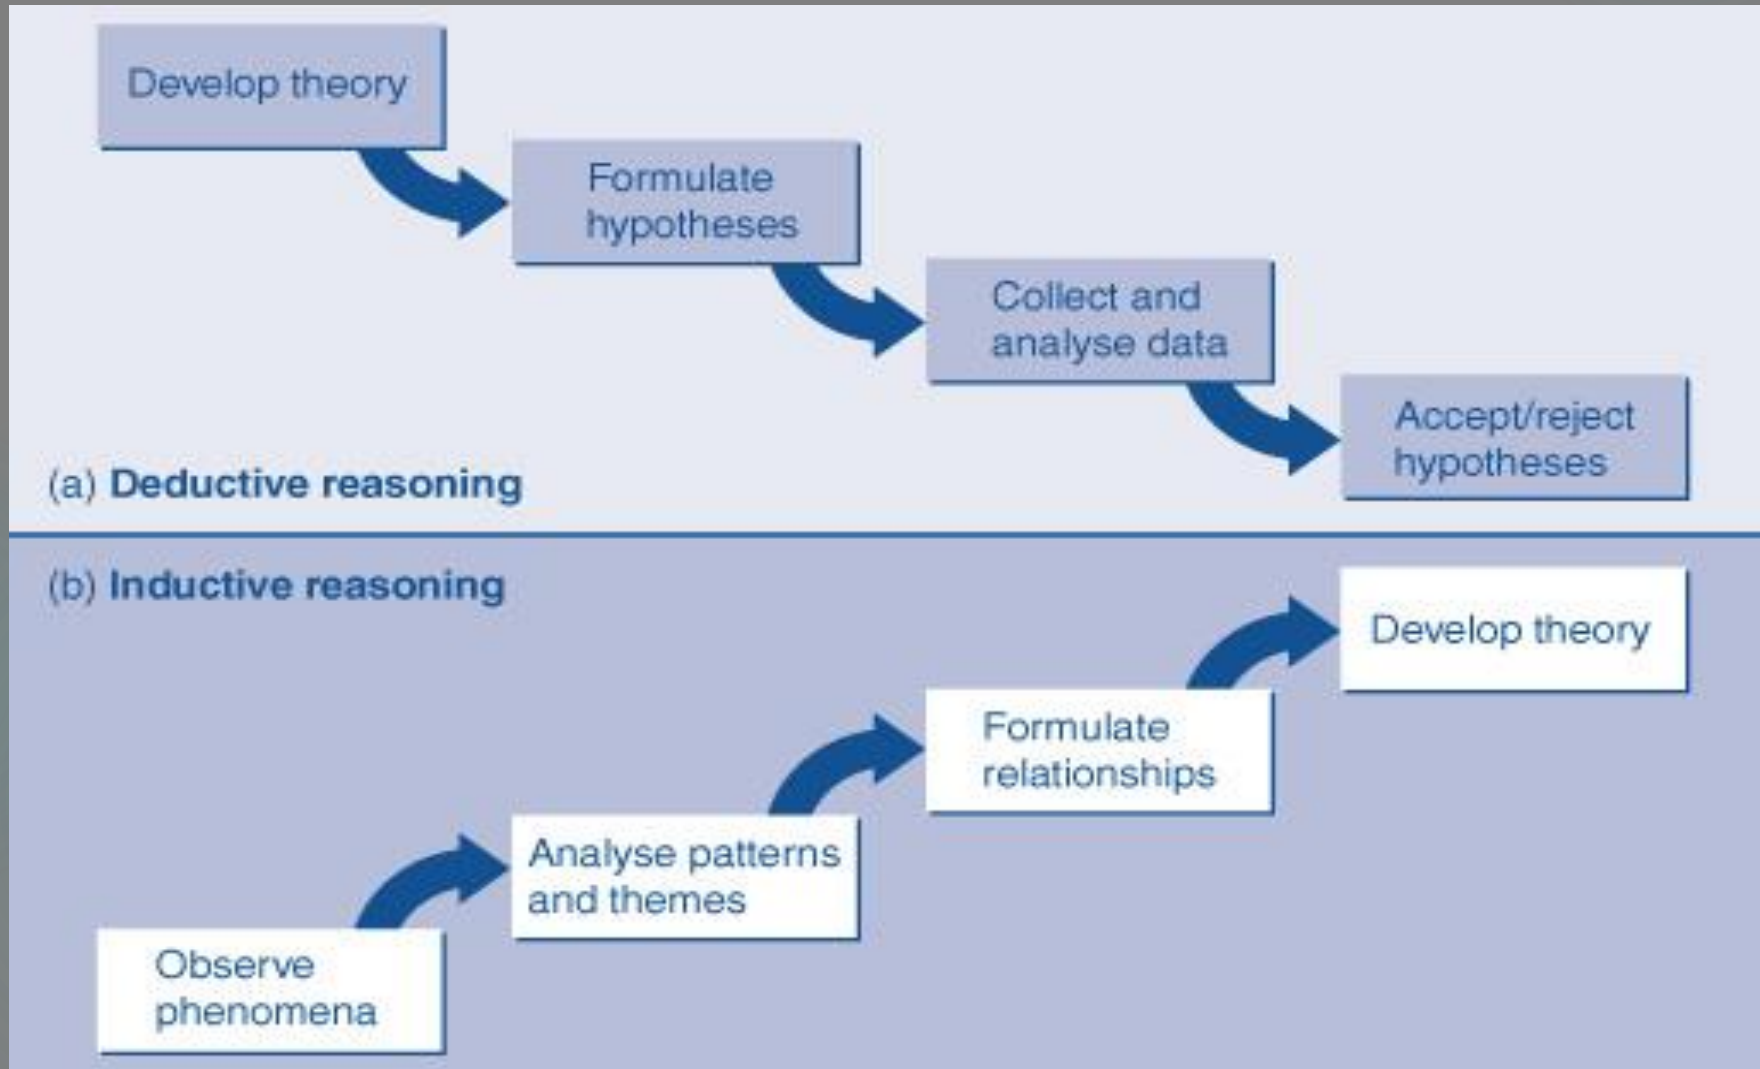 Develop theory
Formulate
hypotheses
Collect and
analyse data
Accept/reject
hypotheses
(a) Deductive reasoning
(b) Inductive reasoning
Develop theory
Formulate
relationships
Analyse patterns
and themes
Observe
phenomena